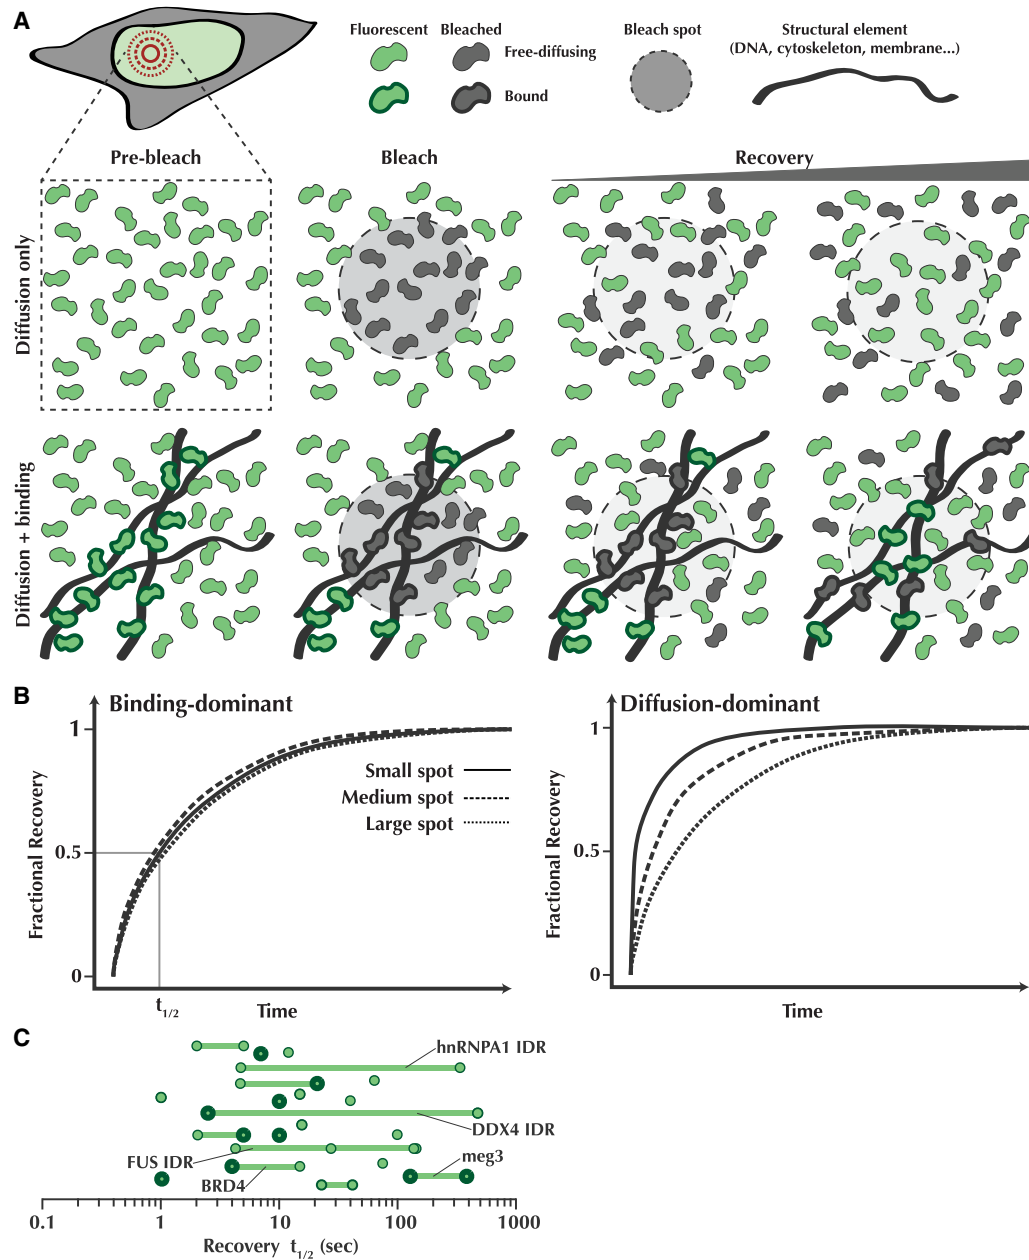 A
Fluorescent Bleached
Free-diffusing
Bound
Bleach spot
Structural element
(DNA, cytoskeleton, membrane...)
Pre-bleach
Bleach
Recovery
Diffusion only
Diffusion + binding
B
Binding-dominant
1
0.5
0
Fractional Recovery
Small spot
Medium spot
Large spot
t1/2
Time
Diffusion-dominant
1
0.5
0
Fractional Recovery
Time
C
hnRNPA1 IDR
DDX4 IDR
FUS IDR
meg3
BRD4
0.1 1 10 100 1000
Recovery t1/2 (sec)